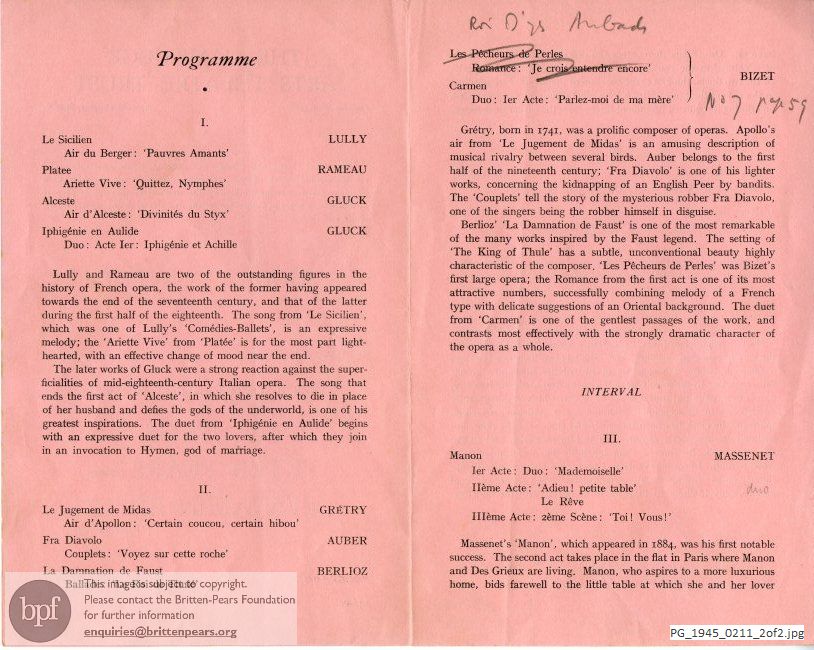 Programme
I.
Le Sicilien LULLY
Air du Berger: ‘Pauvres Amants’
Platee RAMEAU
Ariette Vive: ‘Quittez, Nymphes’
Alceste GLUCK
Air d’Alceste: ‘Divinités du Styx’
Iphigénie en Aulide GLUCK
Duo: Acte Ier: Iphigénie et Achille
Lully and Rameau are two of the outstanding figures in the
history of French opera, the work of the former having appeared
towards the end of the seventeenth century, and that of the latter
during the first half of the eighteenth. The song from ‘Le Sicilien’,
which was one of Lully’s ‘Comédies-Ballets’, is an expressive
melody; the ‘Ariette Vive’ from ‘Platée’ is for the most part light-
hearted, with an effective change of mood near the end.
The later works of Gluck were a strong reaction against the super-
ficialities of mid-eighteenth-century Italian opera. The song that
ends the first act of ‘Alceste’, in which she resolves to die in place
of her husband and defies the gods of the underworld, is one of his
greatest inspirations. The duet from ‘Iphigénie en Aulide’ begins
with an expressive duet for the two lovers, after which they join
in an invocation to Hymen, god of marriage.
II.
Le Jugement de Midas GRÉTRY
Air d’Apollon: ‘Certain coucou, certain hibou’
Fra Diavolo AUBER
Couplets: ‘Voyez sur cette roche’
La Damnation de Faust BERLIOZ
This image is subject to copyright.
Please contact the Britten-Pears Foundation
for further information
enquiries@brittenpears.org
bpf
Roi D'ys Aubade
Les Pêcheurs de Perles
Romance: ‘Je crois entendre encore’
BIZET
Carmen
Duo: Ier Acte: ‘Parlez-moi de ma mère’
No 7 page 59
Grétry, born in 1741, was a prolific composer of operas. Apollo’s
air from ‘Le Jugement de Midas’ is an amusing description of
musical rivalry between several birds. Auber belongs to the first
half of the nineteenth century; ‘Fra Diavolo’ is one of his lighter
works, concerning the kidnapping of an English Peer by bandits.
The ‘Couplets’ tell the story of the mysterious robber Fra Diavolo,
one of the singers being the robber himself in disguise.
Berlioz’ ‘La Damnation de Faust’ is one of the most remarkable
of the many works inspired by the Faust legend. The setting of
‘The King of Thule’ has a subtle, unconventional beauty highly
characteristic of the composer. ‘Les Pêcheurs de Perles’ was Bizet’s
first large opera; the Romance from the first act is one of its most
attractive numbers, successfully combining melody of a French
type with delicate suggestions of an Oriental background. The duet
from ‘Carmen’ is one of the gentlest passages of the work, and
contrasts most effectively with the strongly dramatic character of
the opera as a whole.
INTERVAL
III.
Manon MASSENET
Ier Acte: Duo: ‘Mademoiselle’
IIème Acte: ‘Adieu! petite table’ duo
Le Rêve
IIIème Acte: 2ème Scène: ‘Toi! Vous!’
Massenet’s ‘Manon’, which appeared in 1884, was his first notable
success. The second act takes place in the flat in Paris where Manon
and Des Grieux are living. Manon, who aspires to a more luxurious
home, bids farewell to the little table at which she and her lover
PG_1945_0211_2of2.jpg